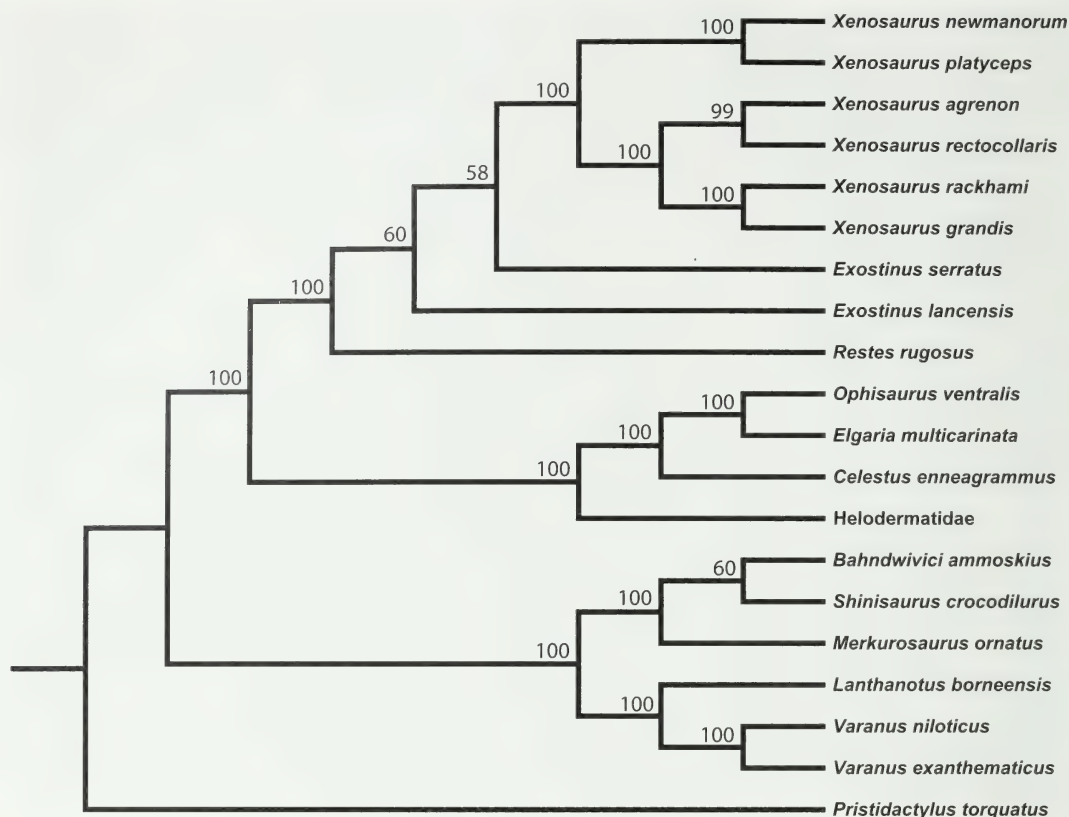 100
Xenosaurus newmanorum
Xenosaurus platyceps
100
99
Xenosaurus agrenon
Xenosaurus rectocollaris
100
58
100
Xenosaurus rackhami
Xenosaurus grandis
60
Exostinus serratus
100
Exostinus lancensis
Restes rugosus
100
100
Ophisaurus ventralis
Elgaria multicarinata
100
Celestus enneagrammus
100
Helodermatidae
60
Bahndwivici ammoskius
Shinisaurus crocodilurus
100
Merkurosaurus ornatus
100
Lanthanotus borneensis
100
100
Varanus niloticus
Varanus exanthematicus
Pristidactylus torquatus